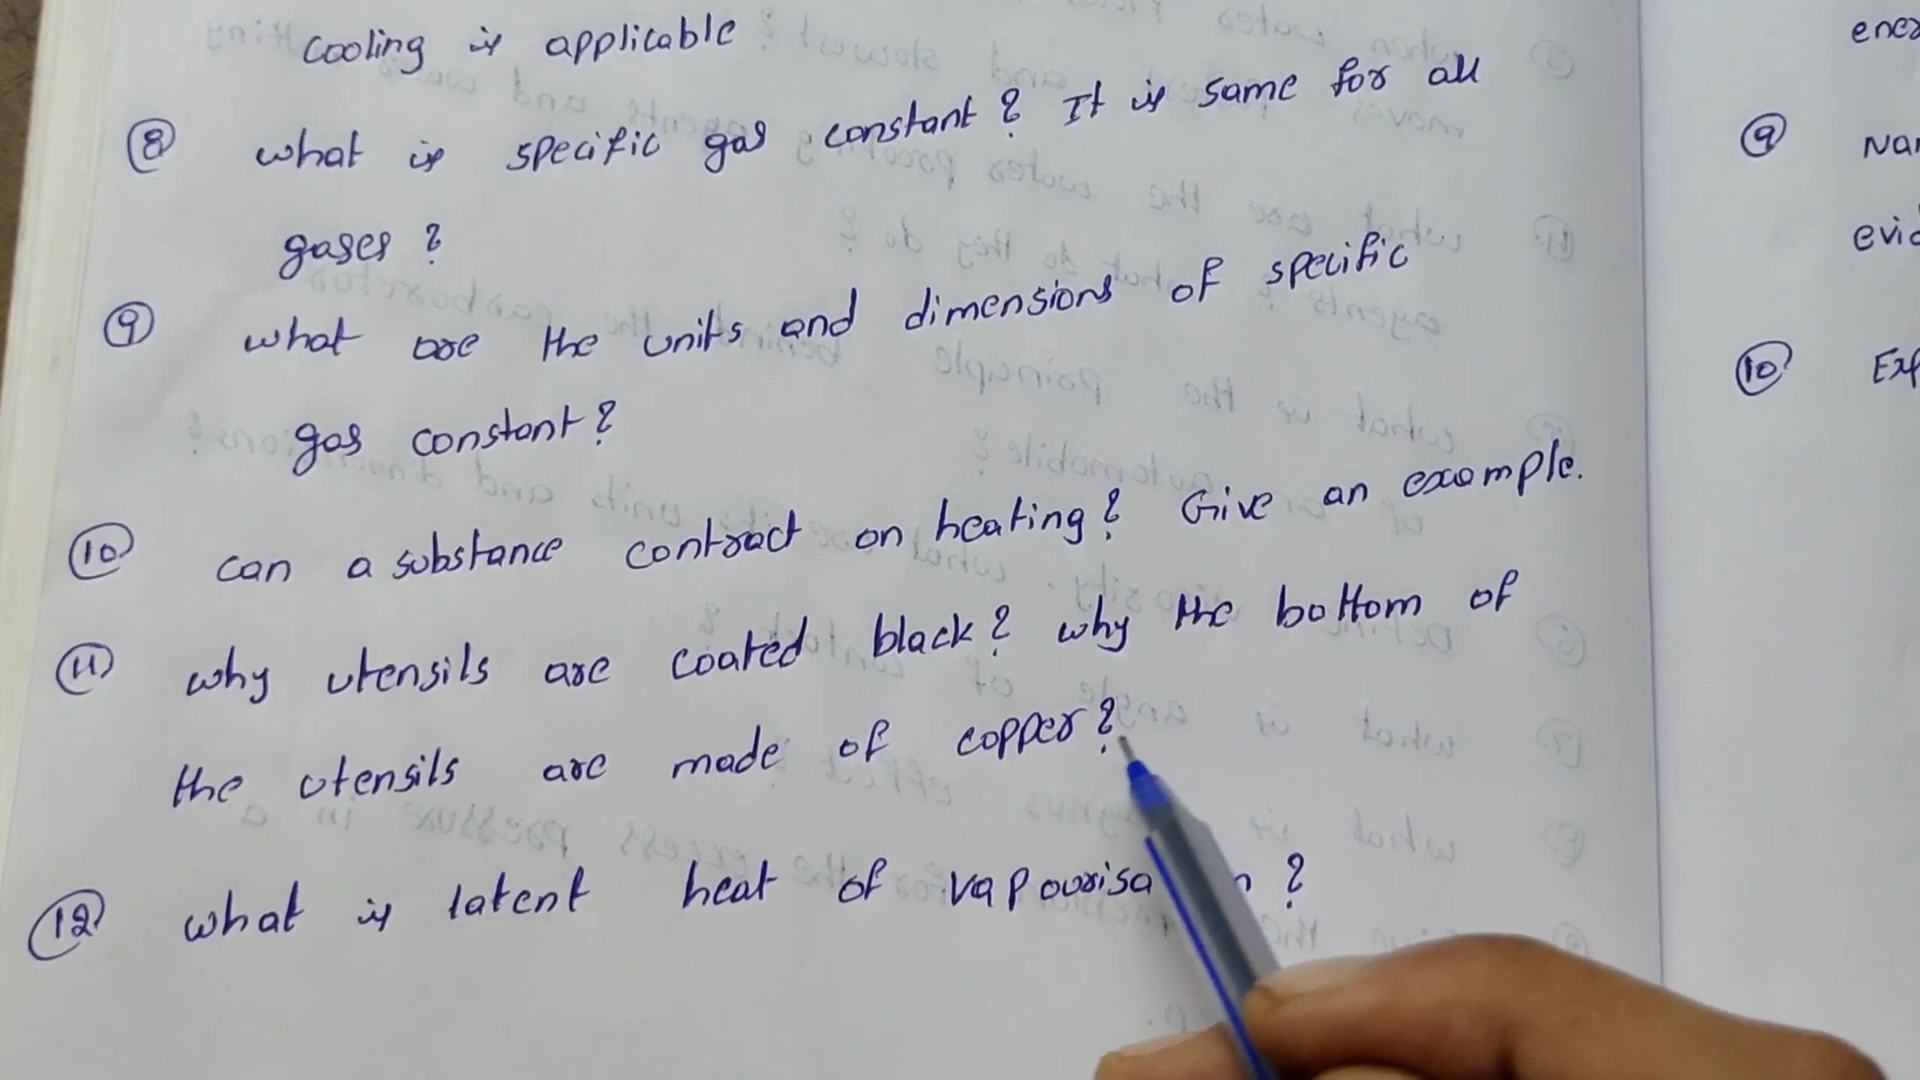 cooling is applicable
⑧ what is specific gas constant? It is same for all
gases?
⑨ what are the units and dimensions of specific
gas constant?
⑩ can a substance contract on heating? Give an example.
⑪ why utensils are coated black? why the bottom of
the utensils are made of copper?
⑫ what is latent heat of
⑨
⑩